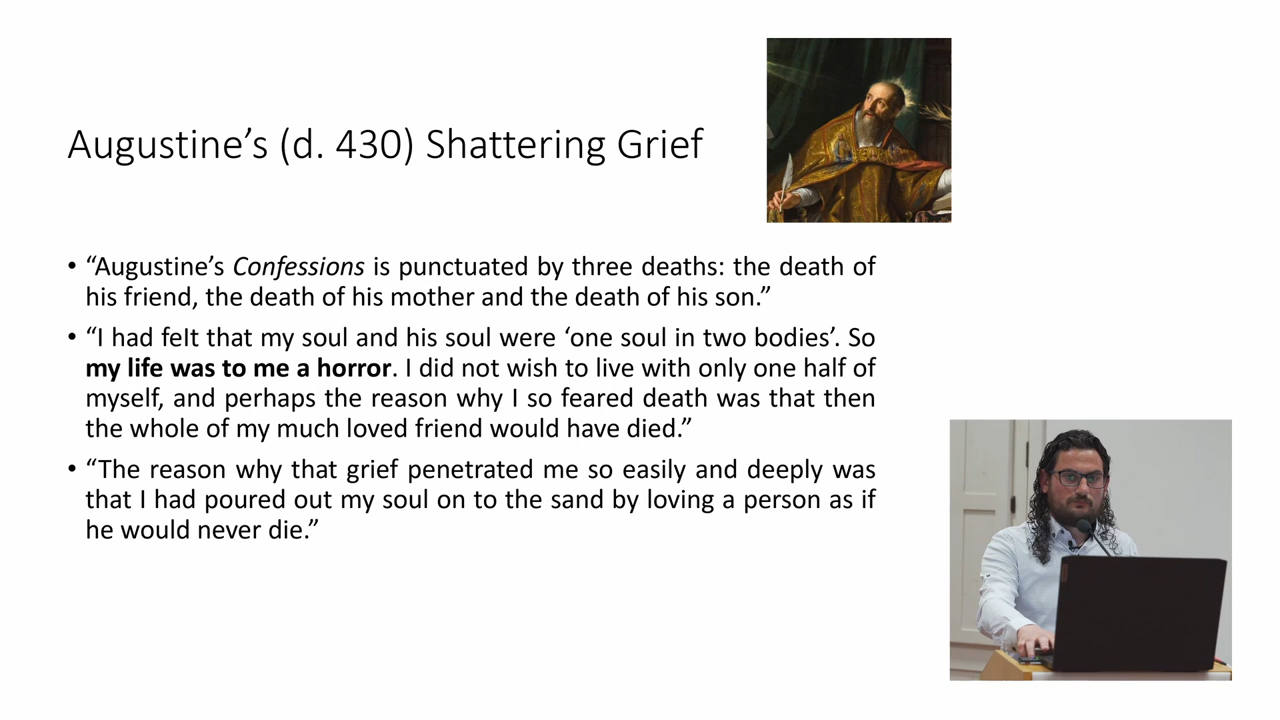 Augustine’s (d. 430) Shattering Grief
• “Augustine’s Confessions is punctuated by three deaths: the death of
his friend, the death of his mother and the death of his son.”
• “I had felt that my soul and his soul were ‘one soul in two bodies’. So
my life was to me a horror. I did not wish to live with only one half of
myself, and perhaps the reason why I so feared death was that then
the whole of my much loved friend would have died.”
• “The reason why that grief penetrated me so easily and deeply was
that I had poured out my soul on to the sand by loving a person as if
he would never die.”